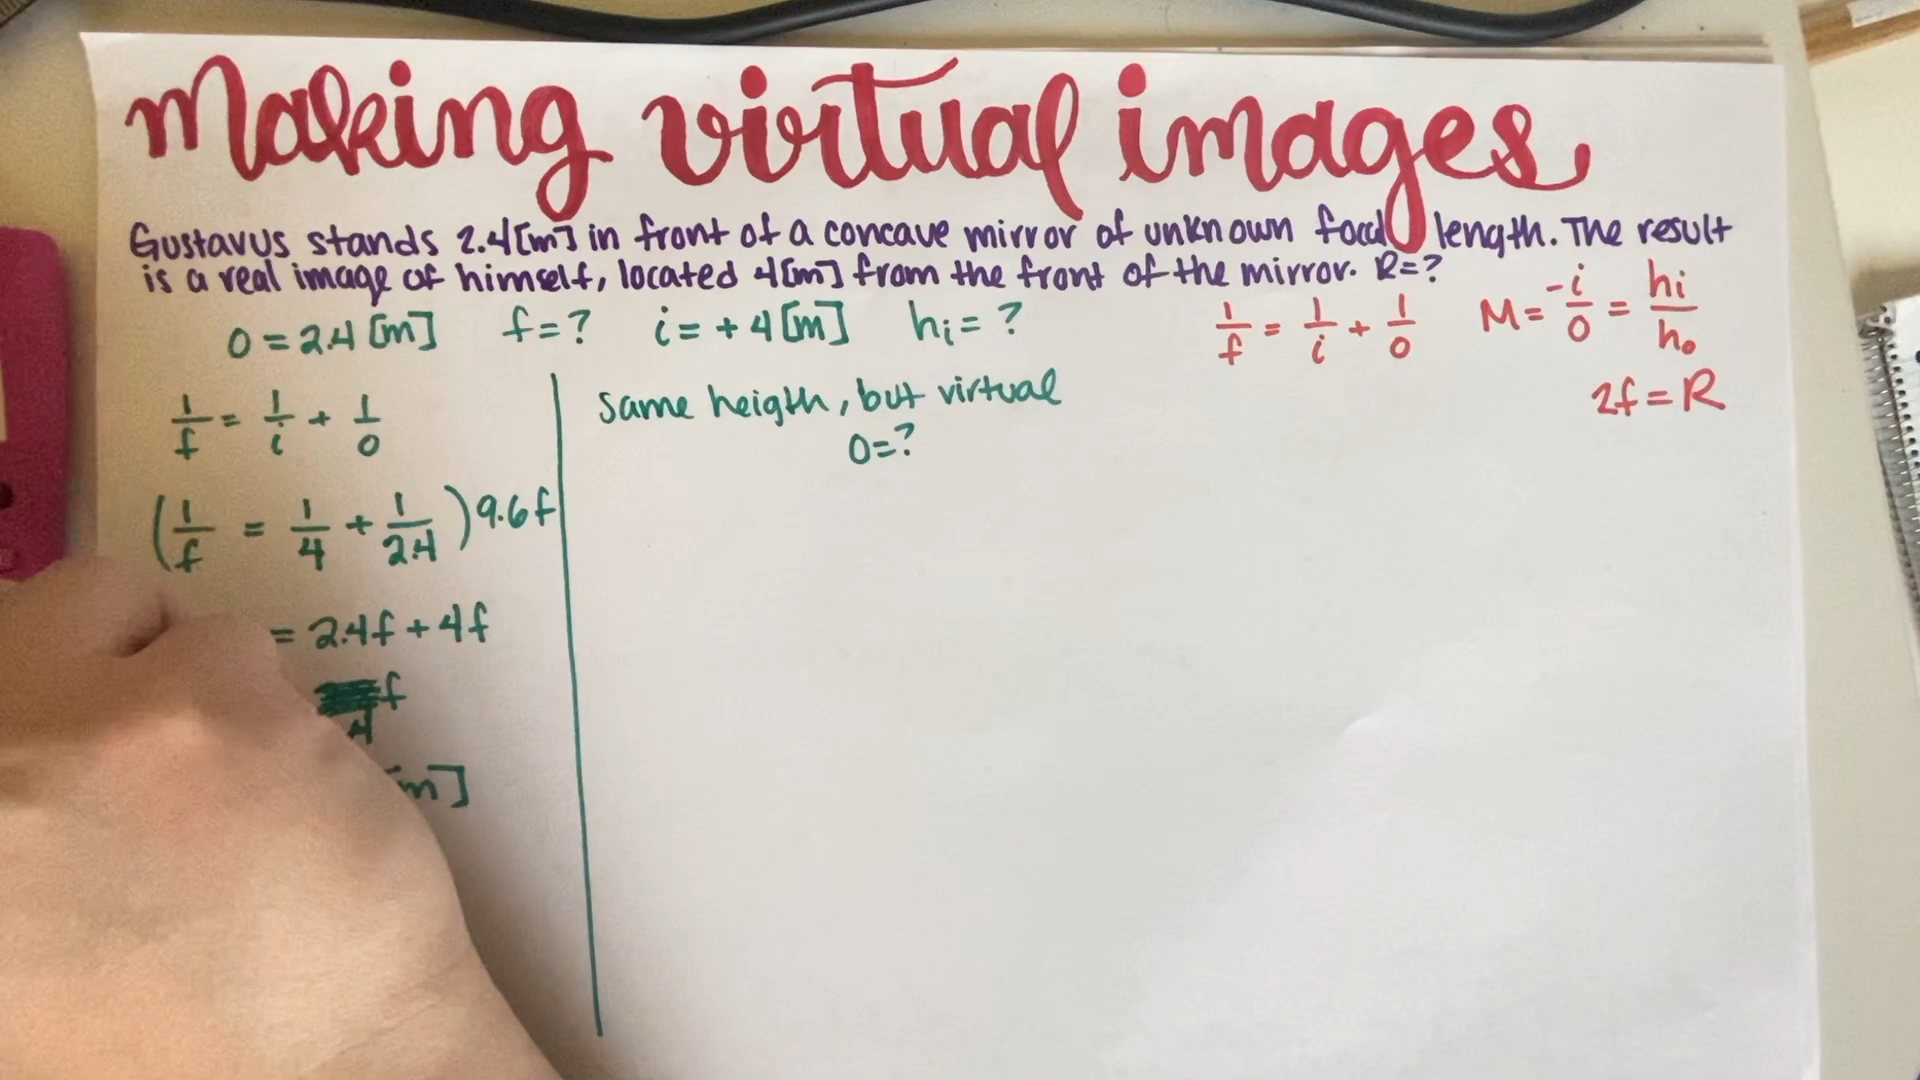 Making virtual images
Gustavus stands 2.4[m] in front of a concave mirror of unknown focal length. The result
is a real image of himself, located 4[m] from the front of the mirror. R=?
o = 2.4 [m] f = ? i = + 4 [m] hi = ?
1/f = 1/i + 1/o M = -i/o = hi/ho
2f = R
1/f = 1/i + 1/o
(1/f = 1/4 + 1/2.4) 9.6f
= 2.4f + 4f
f
4
m]
same heigth, but virtual
o=?